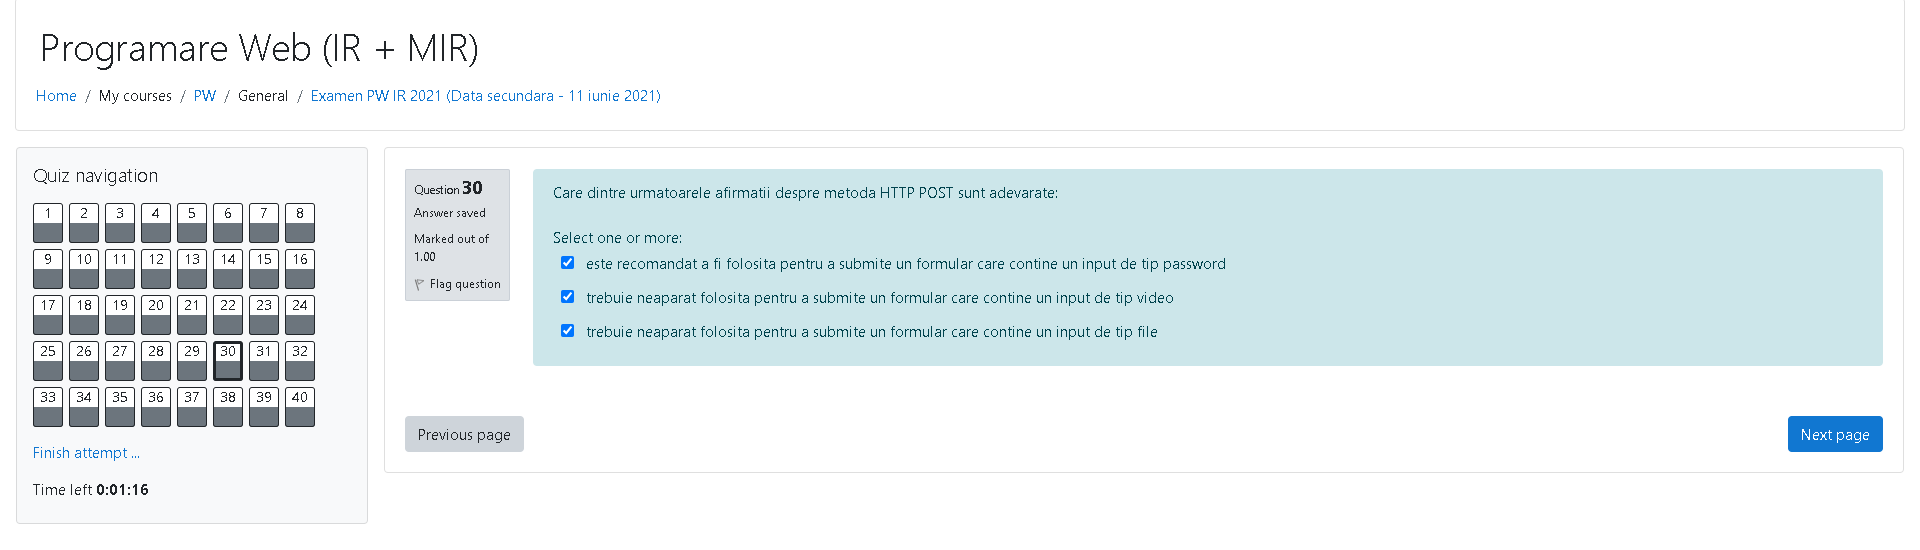 Programare Web (IR + MIR)
Home / My courses / PW / General / Examen PW IR 2021 (Data secundara - 11 iunie 2021)
Quiz navigation
1 2 3 4 5 6 7 8
9 10 11 12 13 14 15 16
17 18 19 20 21 22 23 24
25 26 27 28 29 30 31 32
33 34 35 36 37 38 39 40
Finish attempt ...
Time left 0:01:16
Question 30
Answer saved
Marked out of
1.00
Flag question
Care dintre urmatoarele afirmatii despre metoda HTTP POST sunt adevarate:
Select one or more:
este recomandat a fi folosita pentru a submite un formular care contine un input de tip password
trebuie neaparat folosita pentru a submite un formular care contine un input de tip video
trebuie neaparat folosita pentru a submite un formular care contine un input de tip file
Previous page
Next page